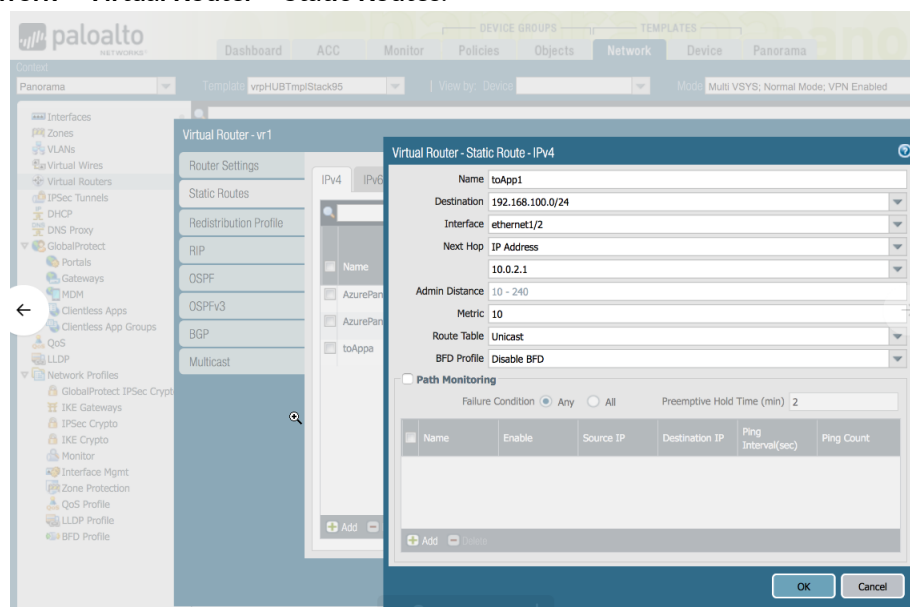 Virtual Router Static Routes.
paloalto
NETWORKS
DEVICE GROUPS
TEMPLATES
Dashboard ACC Monitor Policies Objects Network Device Panorama
Context
Panorama Template vrpHUBTmplStack95 View by: Device Mode Multi VSYS; Normal Mode; VPN Enabled
Interfaces
Zones
VLANs
Virtual Wires
Virtual Routers
IPSec Tunnels
DHCP
DNS Proxy
GlobalProtect
Portals
Gateways
MDM
Clientless Apps
Clientless App Groups
QoS
LLDP
Network Profiles
GlobalProtect IPSec Crypt
IKE Gateways
IPSec Crypto
IKE Crypto
Monitor
Interface Mgmt
Zone Protection
QoS Profile
LLDP Profile
BFD Profile
Virtual Router - vr1
Router Settings
Static Routes
Redistribution Profile
RIP
OSPF
OSPFv3
BGP
Multicast
IPv4 IPv6
Name
AzurePan
AzurePan
toAppa
Add
Virtual Router - Static Route - IPv4
Name toApp1
Destination 192.168.100.0/24
Interface ethernet1/2
Next Hop IP Address
10.0.2.1
Admin Distance 10 - 240
Metric 10
Route Table Unicast
BFD Profile Disable BFD
Path Monitoring
Failure Condition Any All Preemptive Hold Time (min) 2
Name Enable Source IP Destination IP Ping Interval(sec) Ping Count
Add Delete
OK Cancel